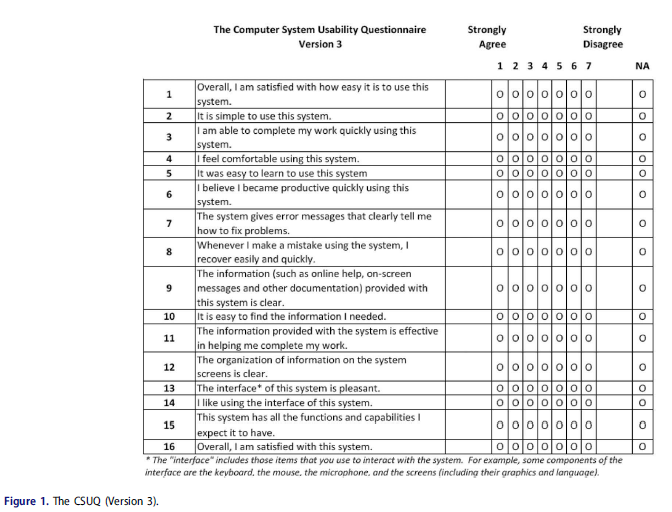 The Computer System Usability Questionnaire
Version 3
Strongly
Agree
Strongly
Disagree
1 2 3 4 5 6 7 NA
1 Overall, I am satisfied with how easy it is to use this
system.
O O O O O O O O
2 It is simple to use this system. O O O O O O O O
3 I am able to complete my work quickly using this
system.
O O O O O O O O
4 I feel comfortable using this system. O O O O O O O O
5 It was easy to learn to use this system O O O O O O O O
6 I believe I became productive quickly using this
system.
O O O O O O O O
7 The system gives error messages that clearly tell me
how to fix problems.
O O O O O O O O
8 Whenever I make a mistake using the system, I
recover easily and quickly.
O O O O O O O O
9 The information (such as online help, on-screen
messages and other documentation) provided with
this system is clear.
O O O O O O O O
10 It is easy to find the information I needed. O O O O O O O O
11 The information provided with the system is effective
in helping me complete my work.
O O O O O O O O
12 The organization of information on the system
screens is clear.
O O O O O O O O
13 The interface* of this system is pleasant. O O O O O O O O
14 I like using the interface of this system. O O O O O O O O
15 This system has all the functions and capabilities I
expect it to have.
O O O O O O O O
16 Overall, I am satisfied with this system. O O O O O O O O
* The "interface" includes those items that you use to interact with the system. For example, some components of the
interface are the keyboard, the mouse, the microphone, and the screens (including their graphics and language).
Figure 1. The CSUQ (Version 3).